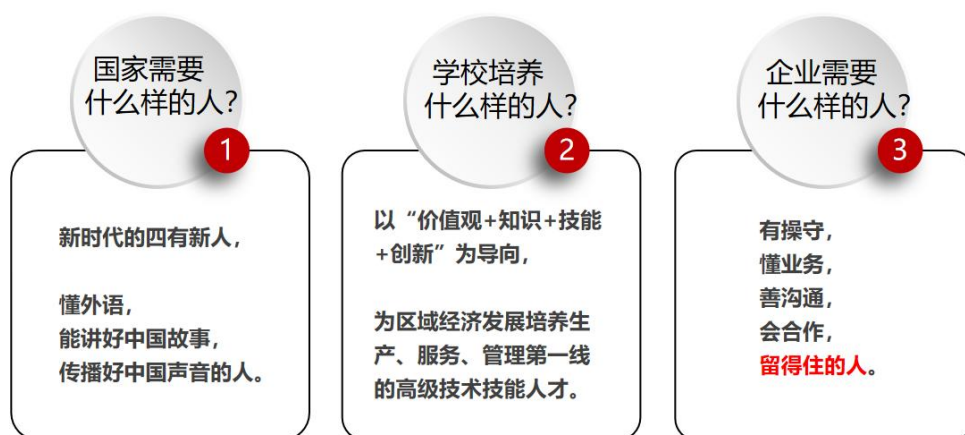 国家需要
什么样的人？
1
新时代的四有新人，
懂外语，
能讲好中国故事，
传播好中国声音的人。
学校培养
什么样的人？
2
以“价值观+知识+技能
+创新”为导向，
为区域经济发展培养生
产、服务、管理第一线
的高级技术技能人才。
企业需要
什么样的人？
3
有操守，
懂业务，
善沟通，
会合作，
留得住的人。